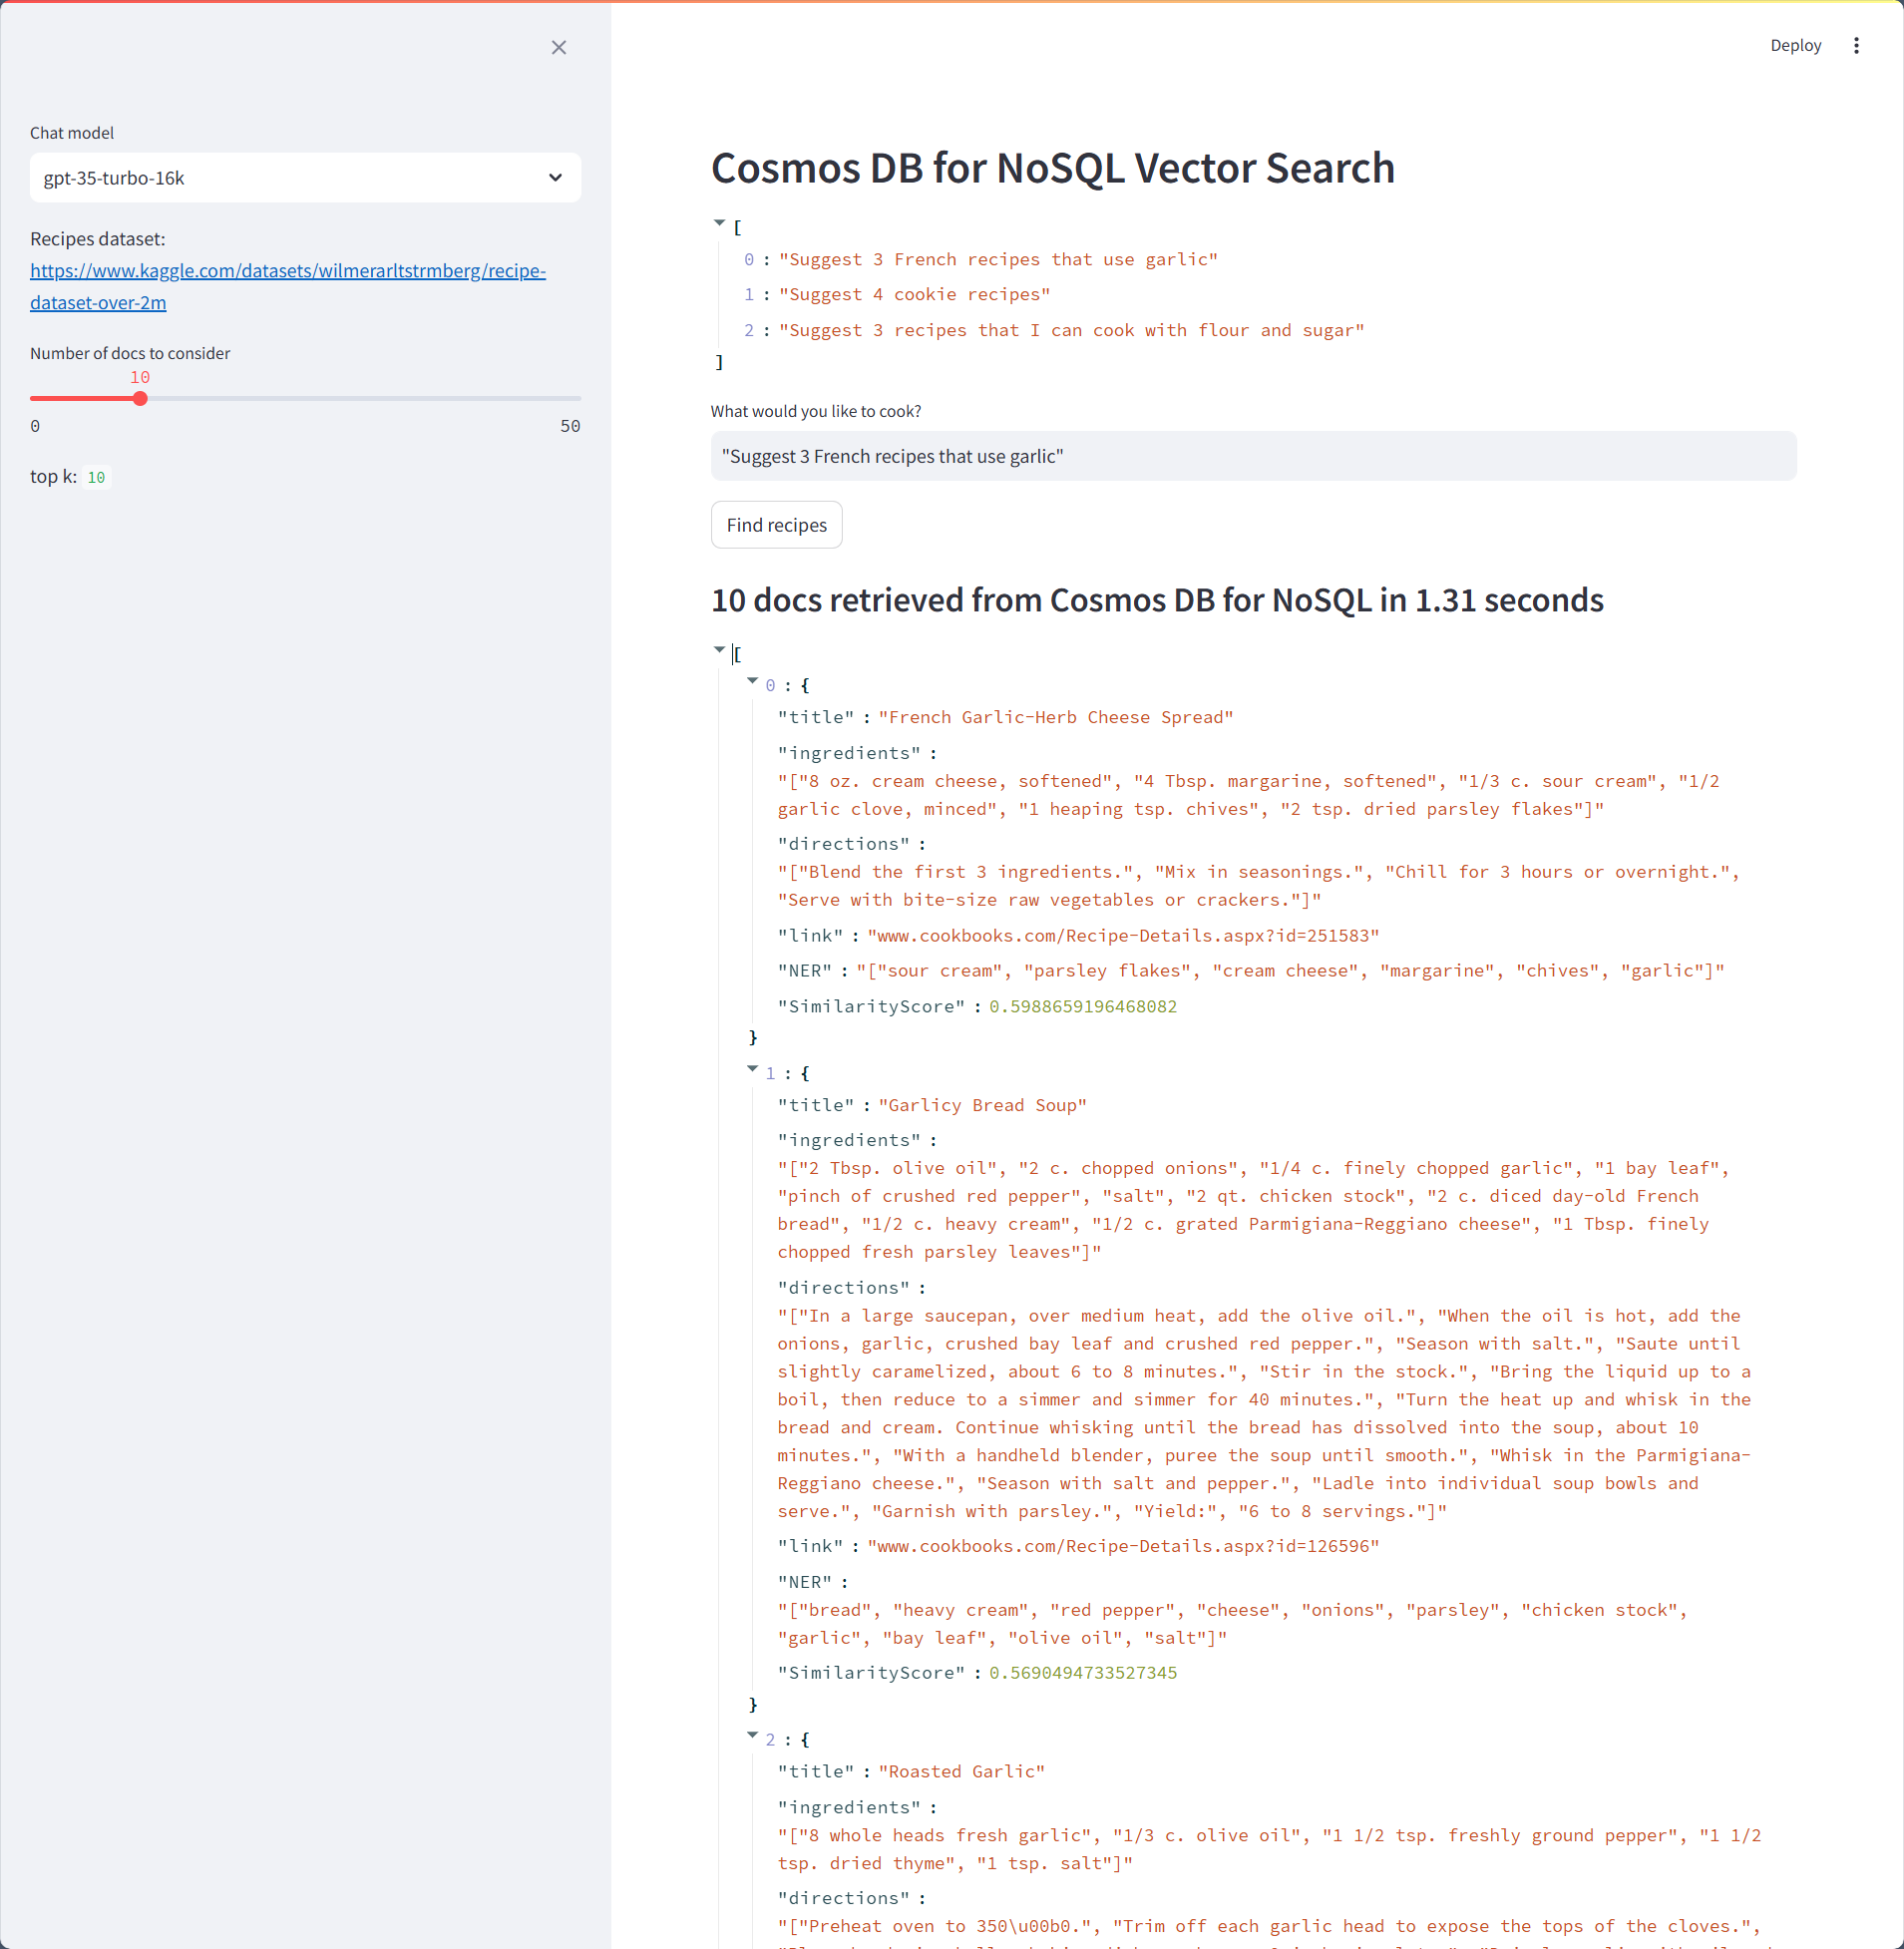 Deploy
Chat model
gpt-35-turbo-16k
Recipes dataset:
https://www.kaggle.com/datasets/wilmerarltstrmberg/recipe-
dataset-over-2m
Number of docs to consider
10
0 50
top k: 10
Cosmos DB for NoSQL Vector Search
[
0 : "Suggest 3 French recipes that use garlic"
1 : "Suggest 4 cookie recipes"
2 : "Suggest 3 recipes that I can cook with flour and sugar"
]
What would you like to cook?
"Suggest 3 French recipes that use garlic"
Find recipes
10 docs retrieved from Cosmos DB for NoSQL in 1.31 seconds
[
0 : {
"title" : "French Garlic-Herb Cheese Spread"
"ingredients" :
"["8 oz. cream cheese, softened", "4 Tbsp. margarine, softened", "1/3 c. sour cream", "1/2
garlic clove, minced", "1 heaping tsp. chives", "2 tsp. dried parsley flakes"]"
"directions" :
"["Blend the first 3 ingredients.", "Mix in seasonings.", "Chill for 3 hours or overnight.",
"Serve with bite-size raw vegetables or crackers."]"
"link" : "www.cookbooks.com/Recipe-Details.aspx?id=251583"
"NER" : "["sour cream", "parsley flakes", "cream cheese", "margarine", "chives", "garlic"]"
"SimilarityScore" : 0.5988659196468082
}
1 : {
"title" : "Garlicy Bread Soup"
"ingredients" :
"["2 Tbsp. olive oil", "2 c. chopped onions", "1/4 c. finely chopped garlic", "1 bay leaf",
"pinch of crushed red pepper", "salt", "2 qt. chicken stock", "2 c. diced day-old French
bread", "1/2 c. heavy cream", "1/2 c. grated Parmigiana-Reggiano cheese", "1 Tbsp. finely
chopped fresh parsley leaves"]"
"directions" :
"["In a large saucepan, over medium heat, add the olive oil.", "When the oil is hot, add the
onions, garlic, crushed bay leaf and crushed red pepper.", "Season with salt.", "Saute until
slightly caramelized, about 6 to 8 minutes.", "Stir in the stock.", "Bring the liquid up to a
boil, then reduce to a simmer and simmer for 40 minutes.", "Turn the heat up and whisk in the
bread and cream. Continue whisking until the bread has dissolved into the soup, about 10
minutes.", "With a handheld blender, puree the soup until smooth.", "Whisk in the Parmigiana-
Reggiano cheese.", "Season with salt and pepper.", "Ladle into individual soup bowls and
serve.", "Garnish with parsley.", "Yield:", "6 to 8 servings."]"
"link" : "www.cookbooks.com/Recipe-Details.aspx?id=126596"
"NER" :
"["bread", "heavy cream", "red pepper", "cheese", "onions", "parsley", "chicken stock",
"garlic", "bay leaf", "olive oil", "salt"]"
"SimilarityScore" : 0.5690494733527345
}
2 : {
"title" : "Roasted Garlic"
"ingredients" :
"["8 whole heads fresh garlic", "1/3 c. olive oil", "1 1/2 tsp. freshly ground pepper", "1 1/2
tsp. dried thyme", "1 tsp. salt"]"
"directions" :
"["Preheat oven to 350\u00b0.", "Trim off each garlic head to expose the tops of the cloves.",